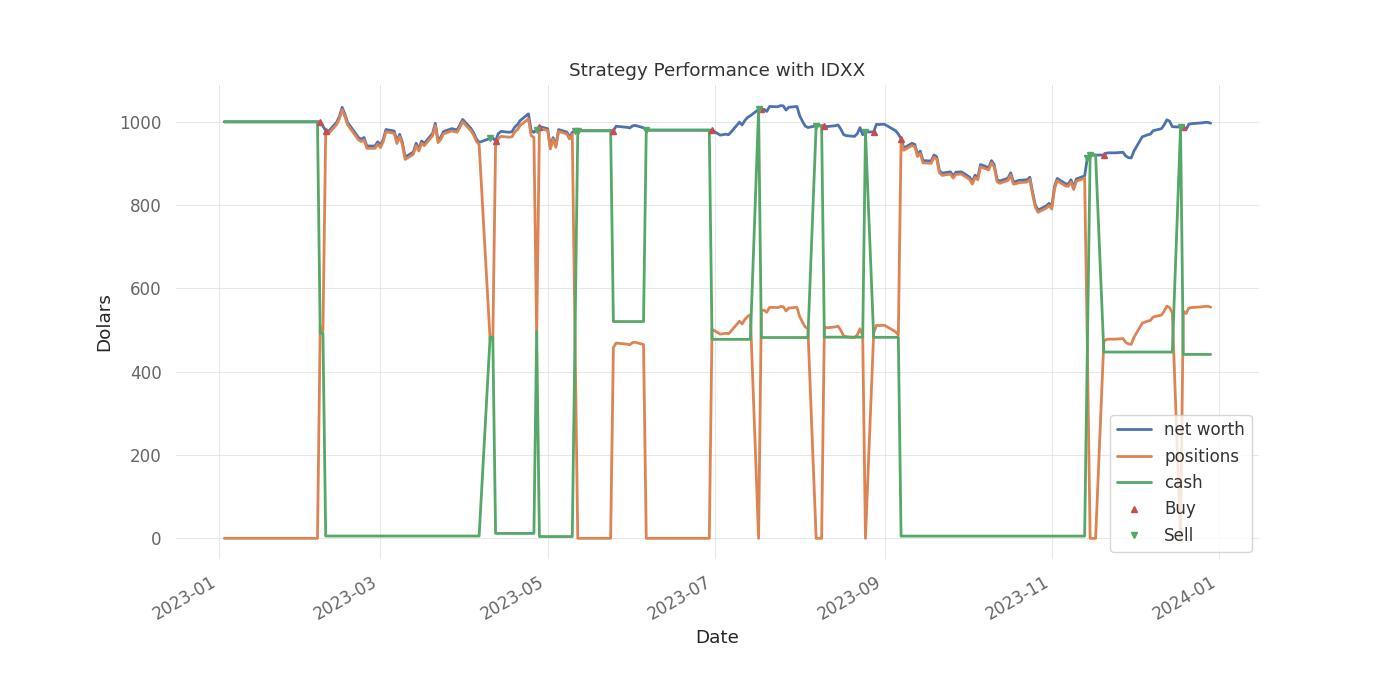 Strategy Performance with IDXX
Dolars
1000
800
600
400
200
0
2023-01
2023-03
2023-05
2023-07
2023-09
2023-11
2024-01
Date
net worth
positions
cash
Buy
Sell